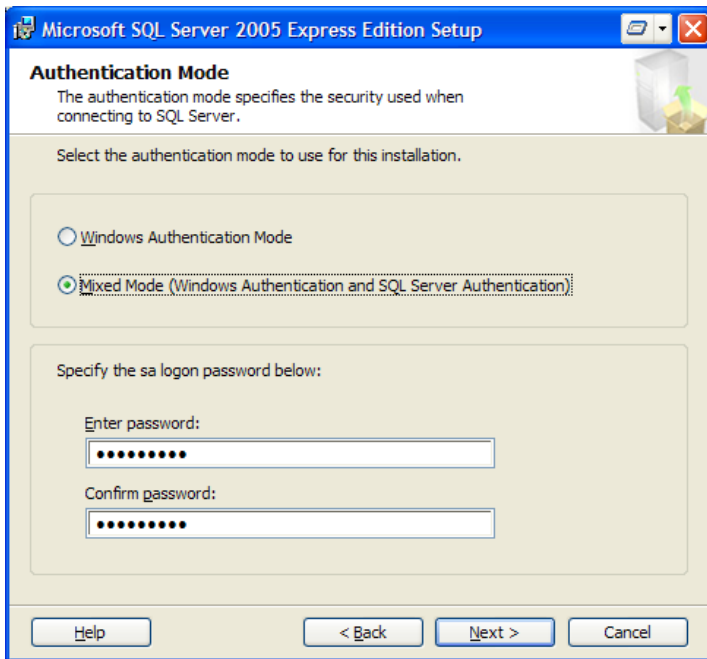 Microsoft SQL Server 2005 Express Edition Setup
Authentication Mode
The authentication mode specifies the security used when
connecting to SQL Server.
Select the authentication mode to use for this installation.
Windows Authentication Mode
Mixed Mode (Windows Authentication and SQL Server Authentication)
Specify the sa logon password below:
Enter password:
•••••••••
Confirm password:
•••••••••
Help
< Back
Next >
Cancel